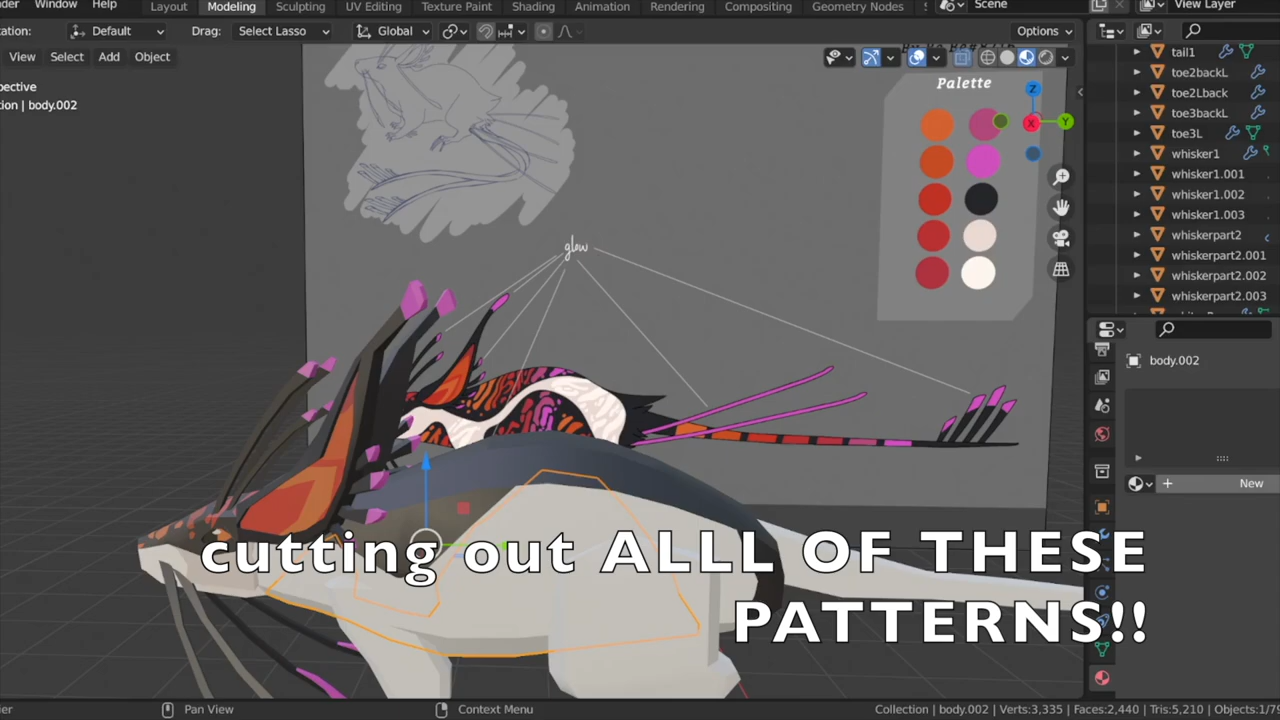 Window Help
Layout Modeling Sculpting UV Editing Texture Paint Shading Animation Rendering Compositing Geometry Nodes
Scene
View Layer
Default
Drag:
Select Lasso
Global
Options
View Select Add Object
body.002
Palette
glow
tail1
toe2backL
toe2Lback
toe3backL
toe3L
whisker1
whisker1.001
whisker1.002
whisker1.003
whiskerpart2
whiskerpart2.001
whiskerpart2.002
whiskerpart2.003
body.002
New
X
Y
Z
cutting out ALLL OF THESE
PATTERNS!!
Pan View
Context Menu
Collection | body.002 | Verts:3,335 | Faces:2,440 | Tris:5,210 | Objects:1/79